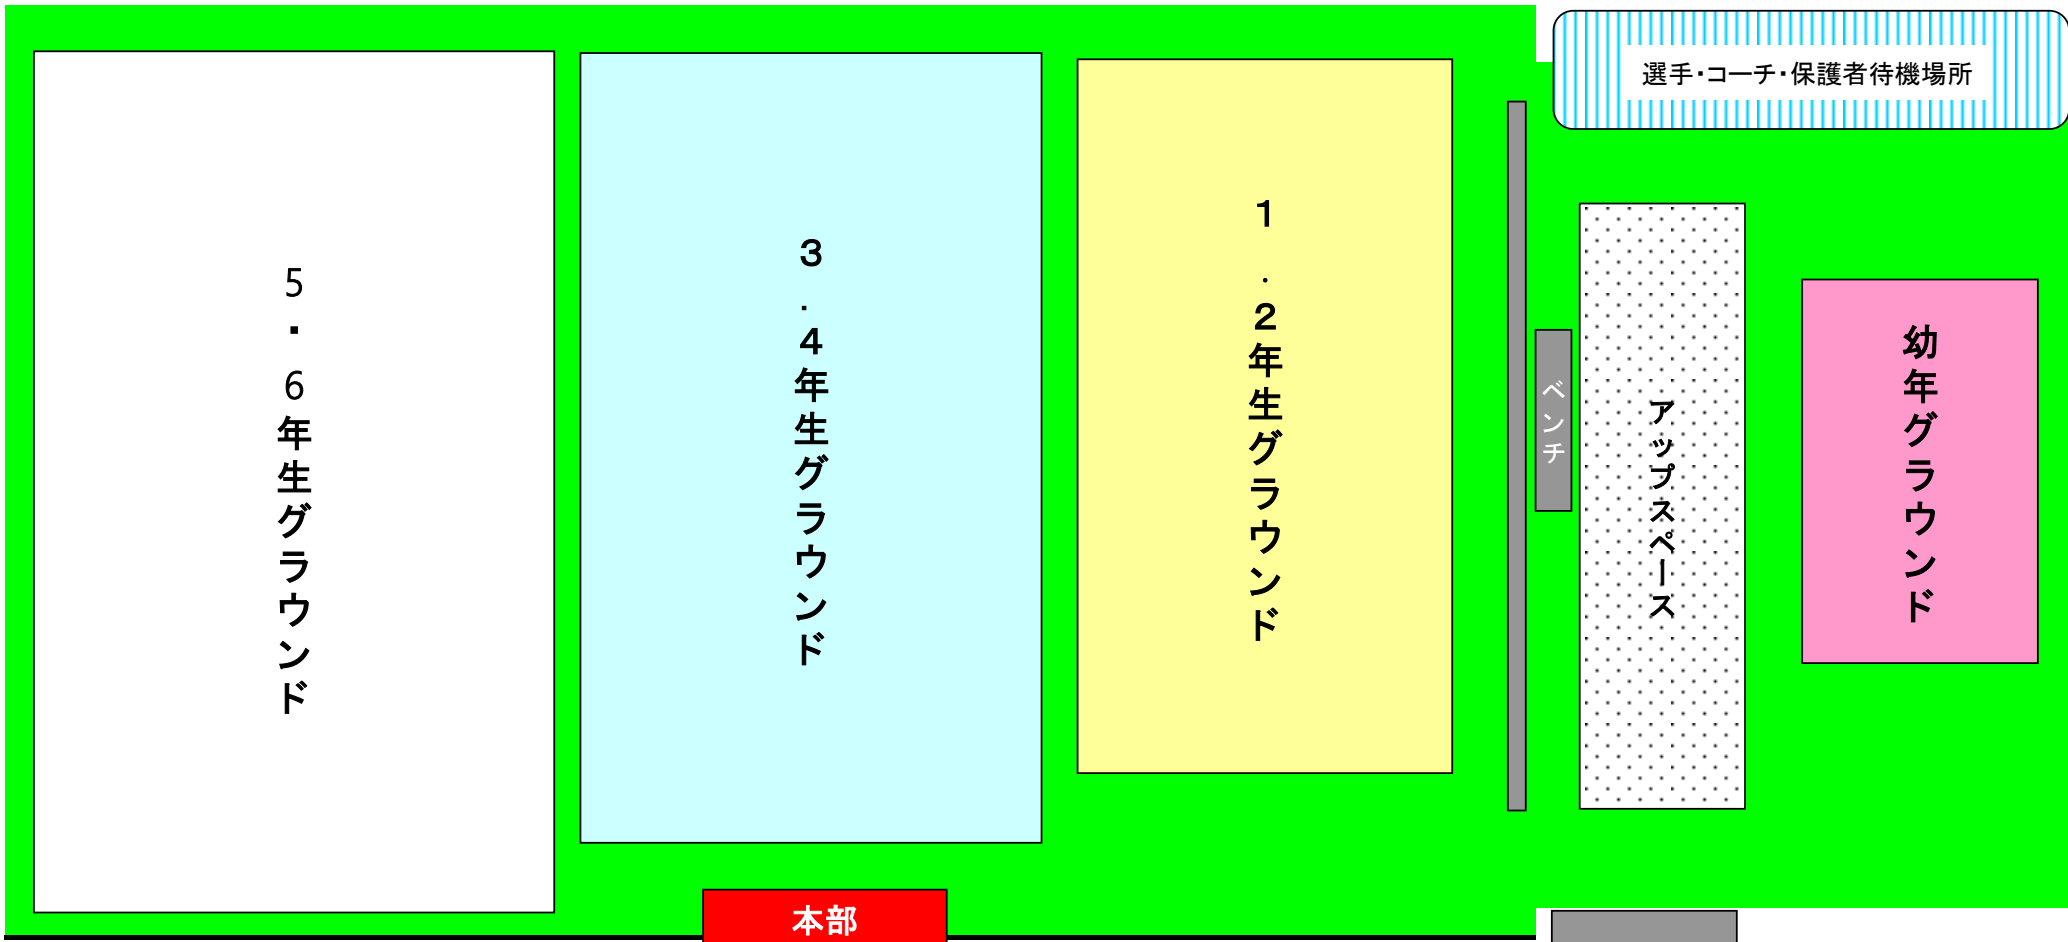 選手・コーチ・保護者待機場所
5・6年生グラウンド
３．４年生グラウンド
１．２年生グラウンド
ベンチ
アップスペース
幼年グラウンド
本部